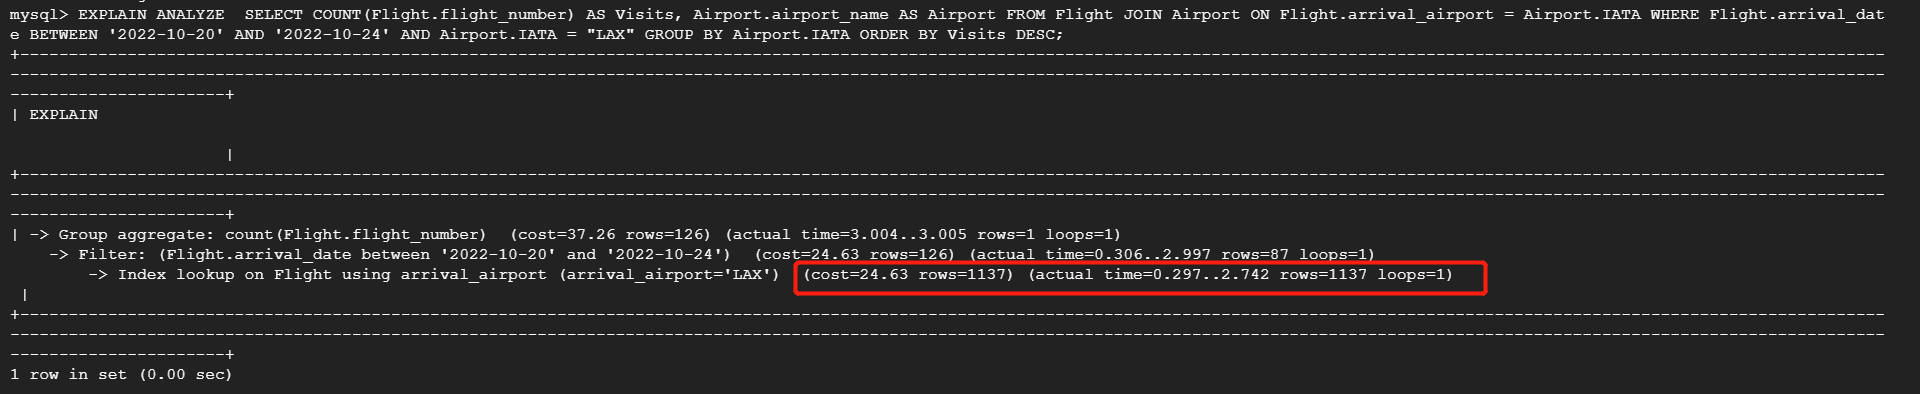 mysql> EXPLAIN ANALYZE  SELECT COUNT(Flight.flight_number) AS Visits, Airport.airport_name AS Airport FROM Flight JOIN Airport ON Flight.arrival_airport = Airport.IATA WHERE Flight.arrival_dat
e BETWEEN '2022-10-20' AND '2022-10-24' AND Airport.IATA = "LAX" GROUP BY Airport.IATA ORDER BY Visits DESC;
| EXPLAIN
|
| -> Group aggregate: count(Flight.flight_number)  (cost=37.26 rows=126) (actual time=3.004..3.005 rows=1 loops=1)
    -> Filter: (Flight.arrival_date between '2022-10-20' and '2022-10-24')  (cost=24.63 rows=126) (actual time=0.306..2.997 rows=87 loops=1)
        -> Index lookup on Flight using arrival_airport (arrival_airport='LAX')  (cost=24.63 rows=1137) (actual time=0.297..2.742 rows=1137 loops=1)
 |
1 row in set (0.00 sec)